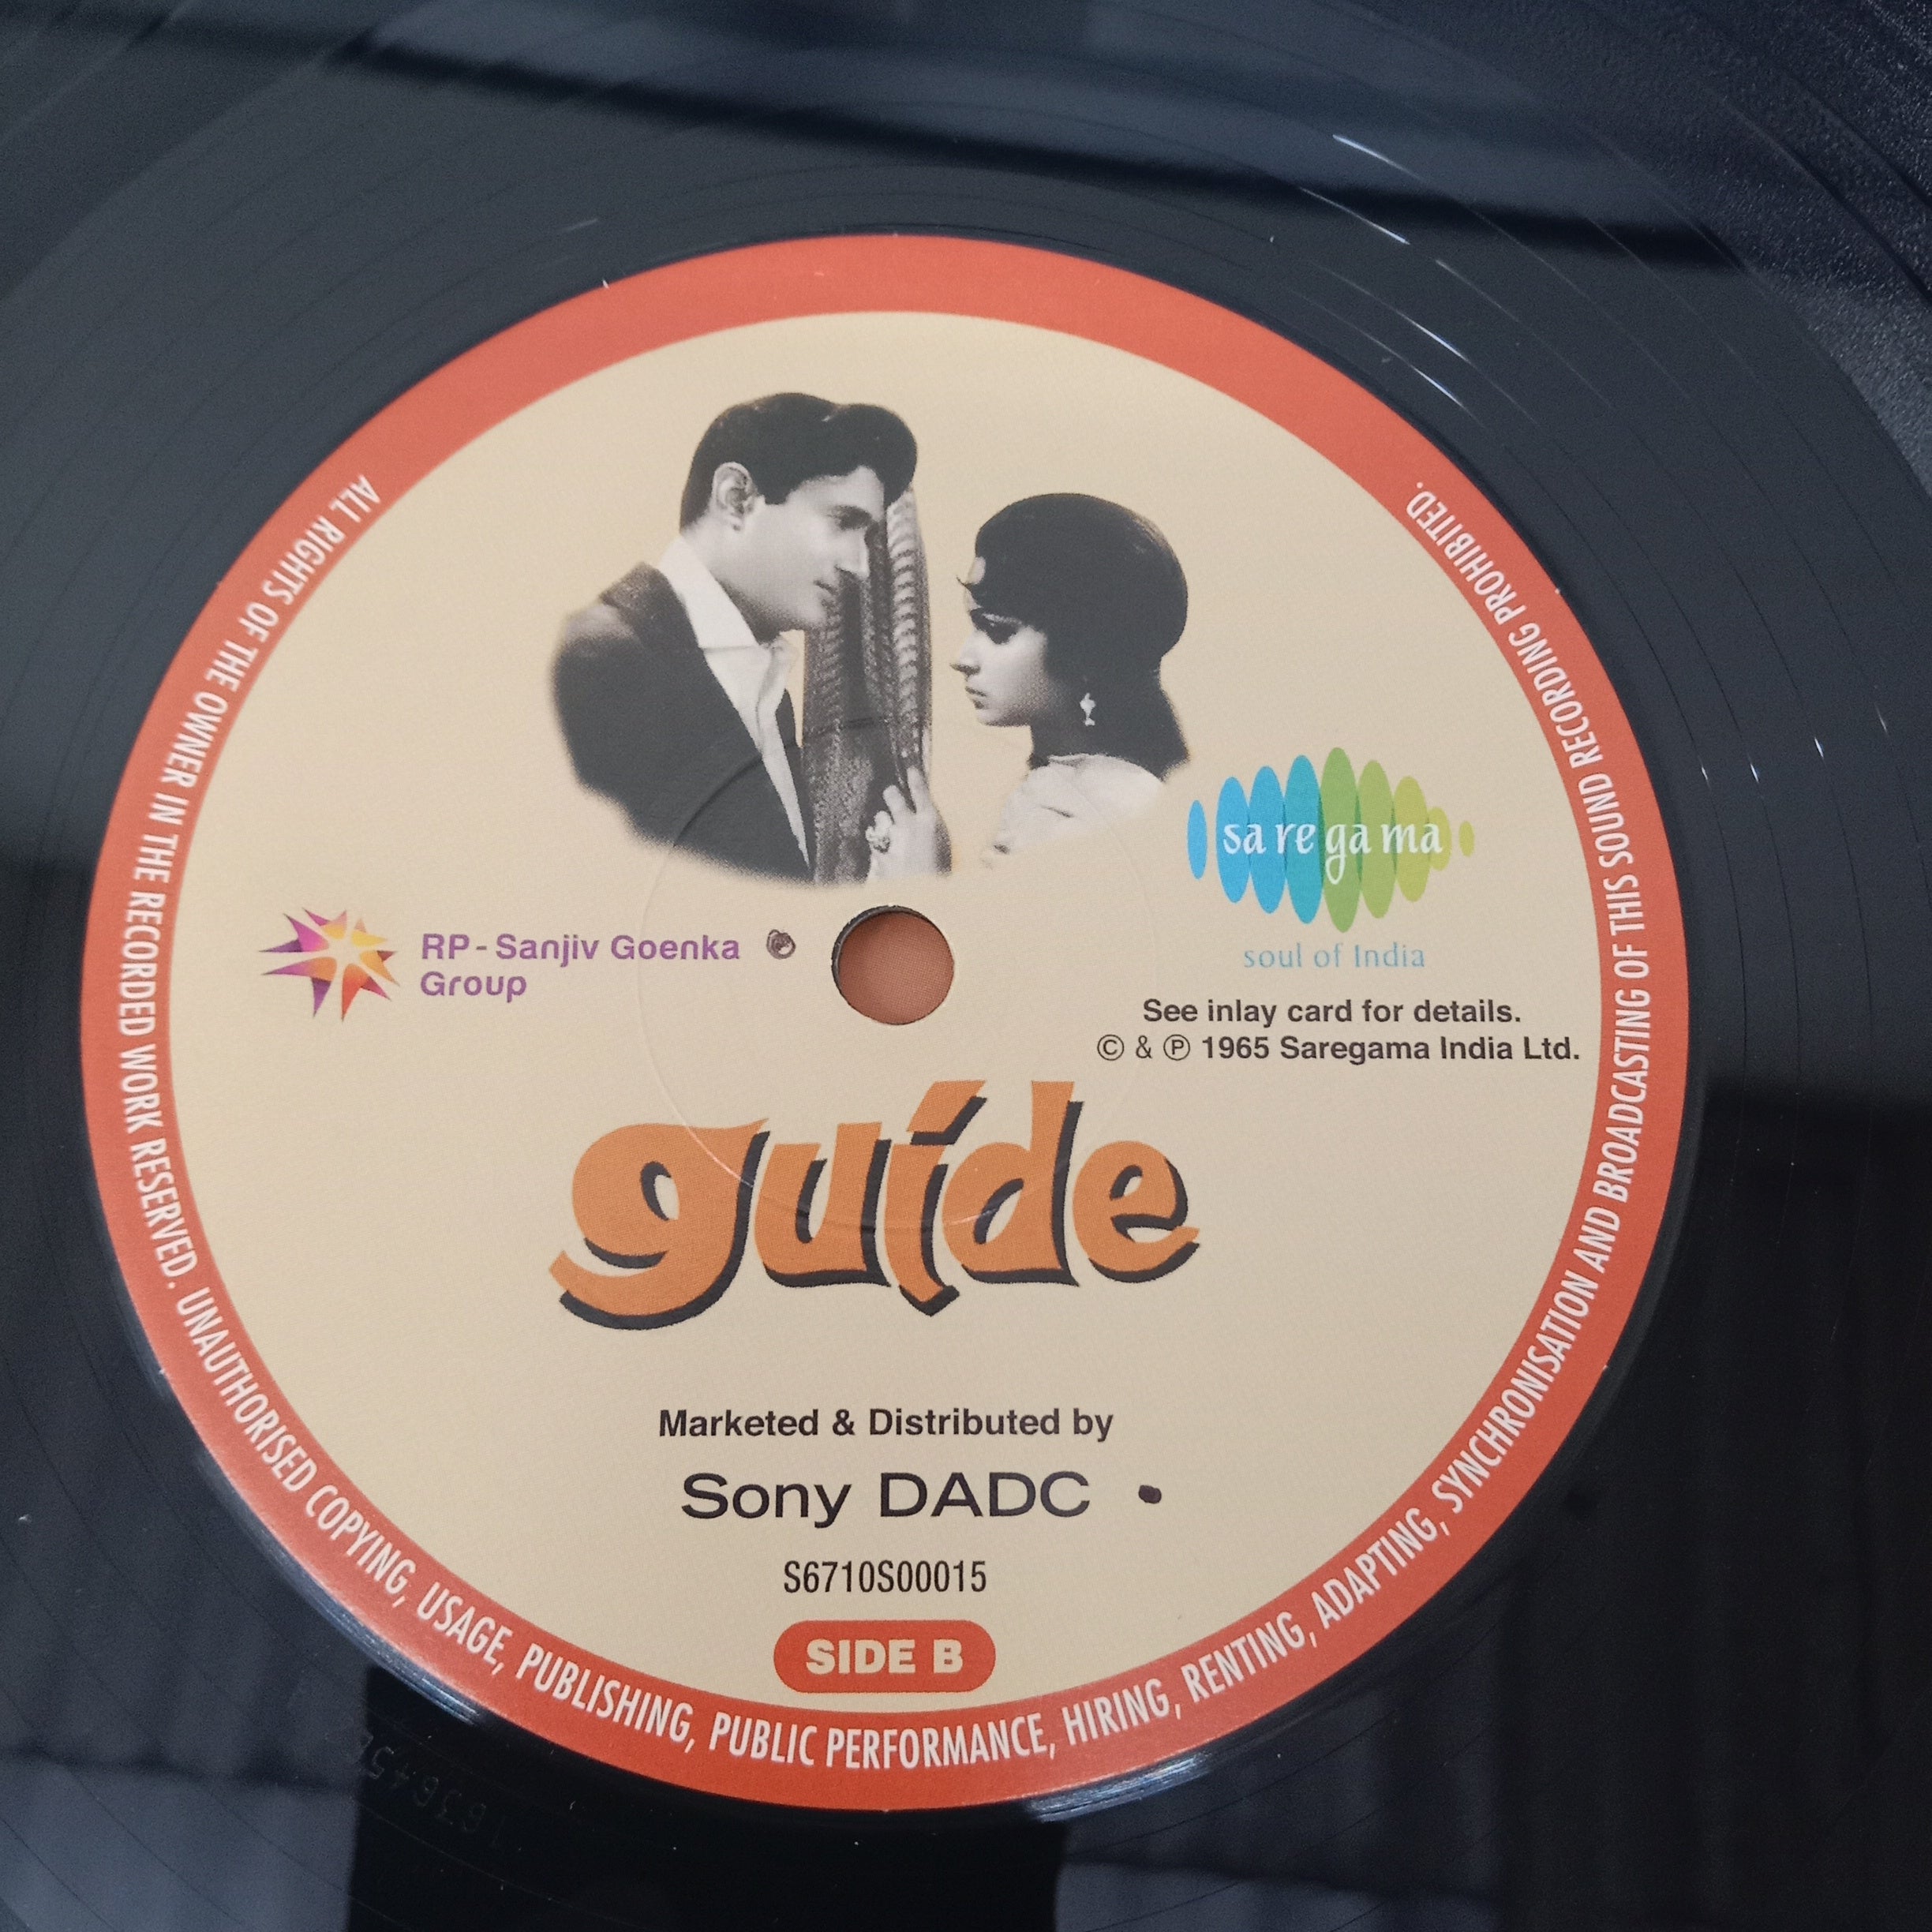 ALL RIGHTS OF THE OWNER IN THE RECORDED WORK RESERVED. UNAUTHORISED COPYING, USAGE, PUBLISHING, PUBLIC PERFORMANCE, HIRING, RENTING, ADAPTING, SYNCHRONISATION AND BROADCASTING OF THIS SOUND RECORDING PROHIBITED.
sa re ga ma
soul of India
RP-Sanjiv Goenka
Group
See inlay card for details.
© & ℗ 1965 Saregama India Ltd.
guide
Marketed & Distributed by
Sony DADC
S6710S00015
SIDE B